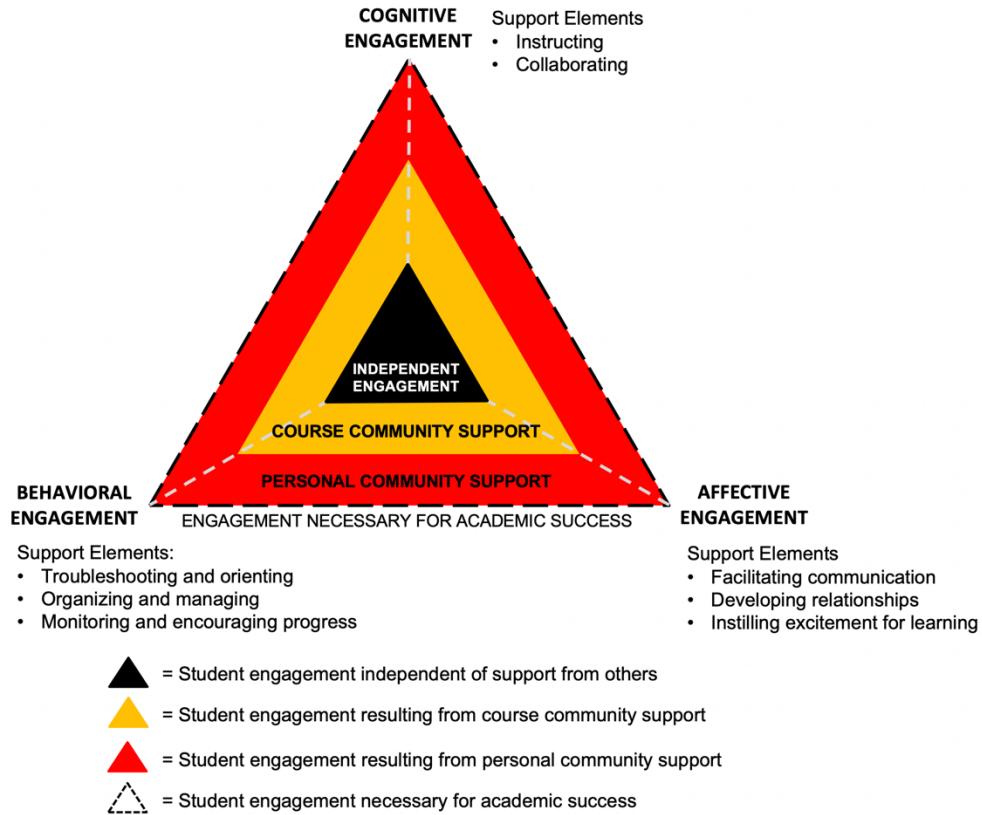 COGNITIVE
ENGAGEMENT
Support Elements
• Instructing
• Collaborating
INDEPENDENT
ENGAGEMENT
COURSE COMMUNITY SUPPORT
PERSONAL COMMUNITY SUPPORT
BEHAVIORAL
ENGAGEMENT
ENGAGEMENT NECESSARY FOR ACADEMIC SUCCESS
AFFECTIVE
ENGAGEMENT
Support Elements:
• Troubleshooting and orienting
• Organizing and managing
• Monitoring and encouraging progress
Support Elements
• Facilitating communication
• Developing relationships
• Instilling excitement for learning
= Student engagement independent of support from others
= Student engagement resulting from course community support
= Student engagement resulting from personal community support
= Student engagement necessary for academic success